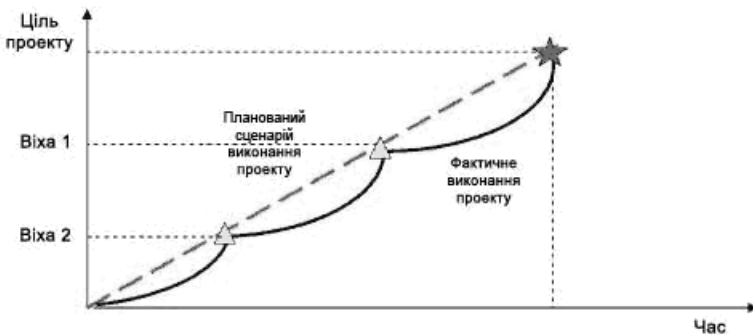 Ціль
проекту
Планований
сценарій
виконання
проекту
Віха 1
Фактичне
виконання
проекту
Віха 2
Час